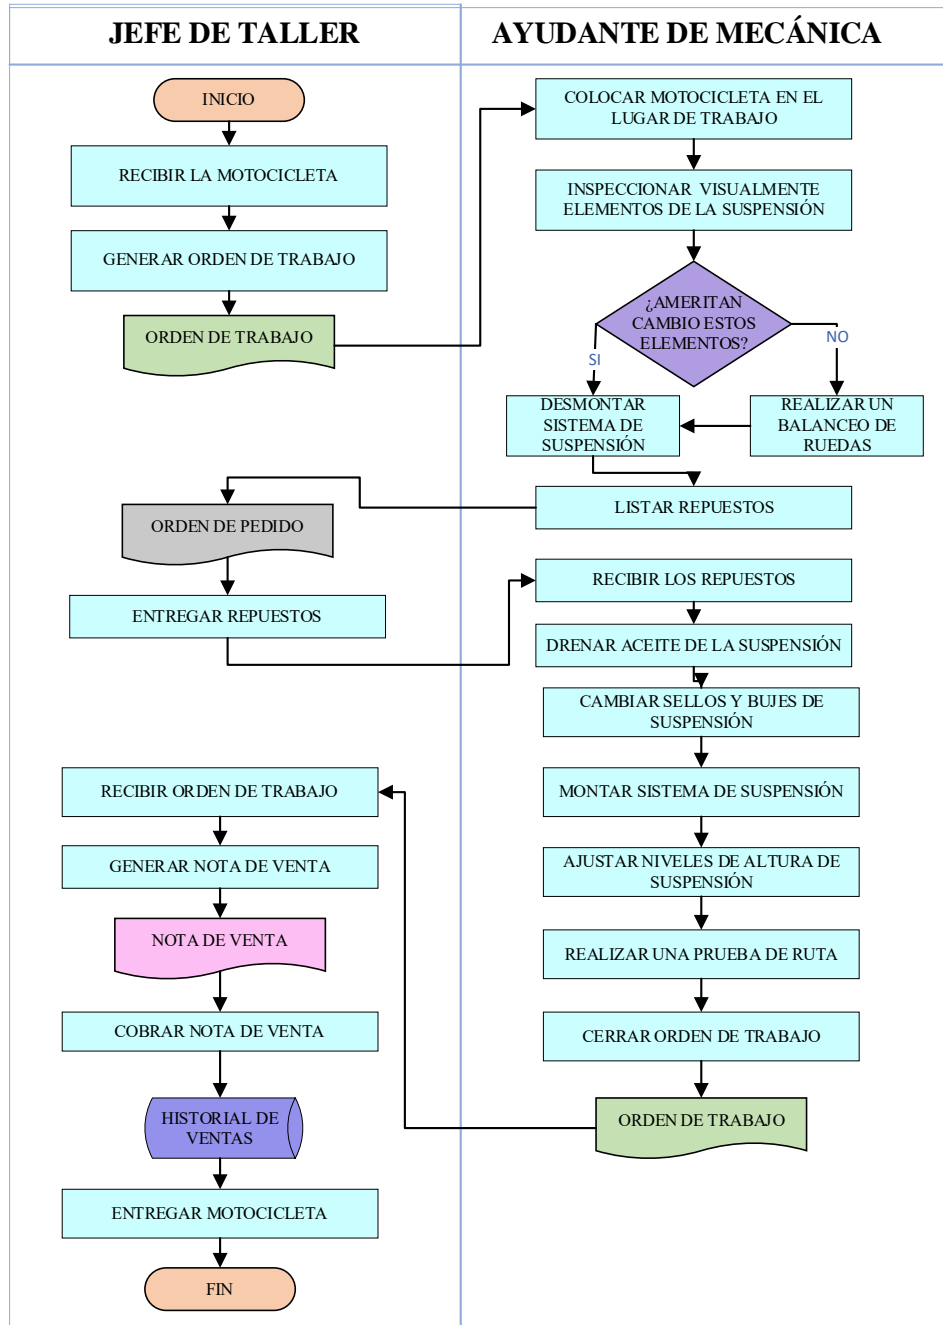 JEFE DE TALLER
AYUDANTE DE MECÁNICA
INICIO
RECIBIR LA MOTOCICLETA
GENERAR ORDEN DE TRABAJO
ORDEN DE TRABAJO
COLOCAR MOTOCICLETA EN EL
LUGAR DE TRABAJO
INSPECCIONAR VISUALMENTE
ELEMENTOS DE LA SUSPENSIÓN
¿AMERITAN
CAMBIO ESTOS
ELEMENTOS?
SI
NO
DESMONTAR
SISTEMA DE
SUSPENSIÓN
REALIZAR UN
BALANCEO DE
RUEDAS
LISTAR REPUESTOS
ORDEN DE PEDIDO
ENTREGAR REPUESTOS
RECIBIR LOS REPUESTOS
DRENAR ACEITE DE LA SUSPENSIÓN
CAMBIAR SELLOS Y BUJES DE
SUSPENSIÓN
MONTAR SISTEMA DE SUSPENSIÓN
AJUSTAR NIVELES DE ALTURA DE
SUSPENSIÓN
REALIZAR UNA PRUEBA DE RUTA
CERRAR ORDEN DE TRABAJO
ORDEN DE TRABAJO
RECIBIR ORDEN DE TRABAJO
GENERAR NOTA DE VENTA
NOTA DE VENTA
COBRAR NOTA DE VENTA
HISTORIAL DE
VENTAS
ENTREGAR MOTOCICLETA
FIN